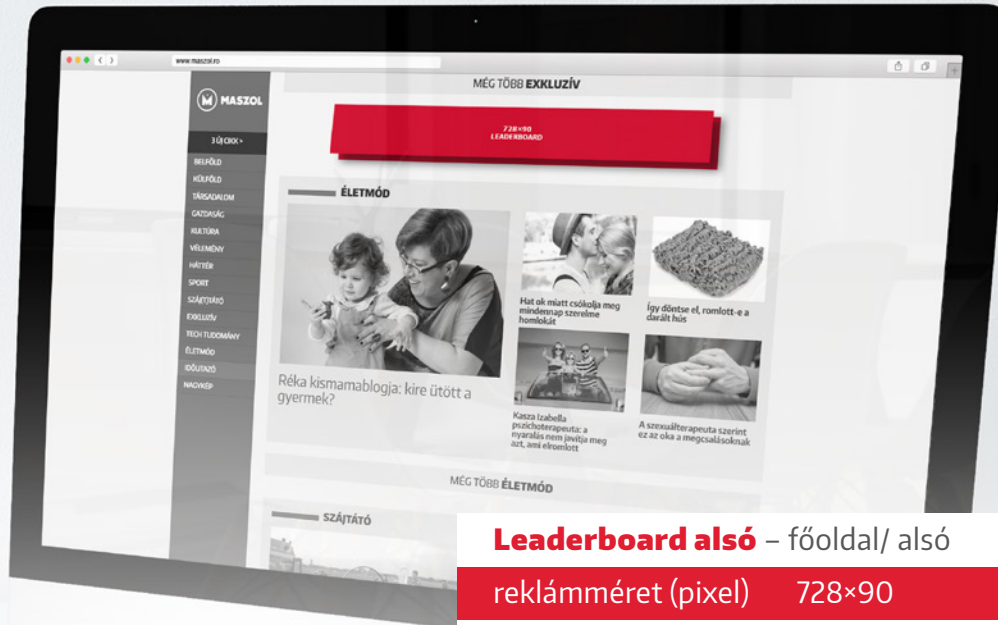 www.maszol.ro
MASZOL
3 ÚJ CIKK >
BELFÖLD
KÜLFÖLD
TÁRSADALOM
GAZDASÁG
KULTÚRA
VÉLEMÉNY
HÁTTÉR
SPORT
SZÁJ(T)TÁTÓ
EXKLUZÍV
TECH TUDOMÁNY
ÉLETMÓD
IDŐUTAZÓ
NAGYKÉP
MÉG TÖBB EXKLUZÍV
728×90
LEADERBOARD
ÉLETMÓD
Réka kismamablogja: kire ütött a
gyermek?
Hat ok miatt csókolja meg
mindennap szerelme
homlokát
Így döntse el, romlott-e a
darált hús
Kasza Izabella
pszichoterapeuta: a
nyaralás nem javítja meg
azt, ami elromlott
A szexuálterapeuta szerint
ez az oka a megcsalásoknak
MÉG TÖBB ÉLETMÓD
SZÁJTÁTÓ
Leaderboard alsó – főoldal/ alsó
reklámméret (pixel) 728×90